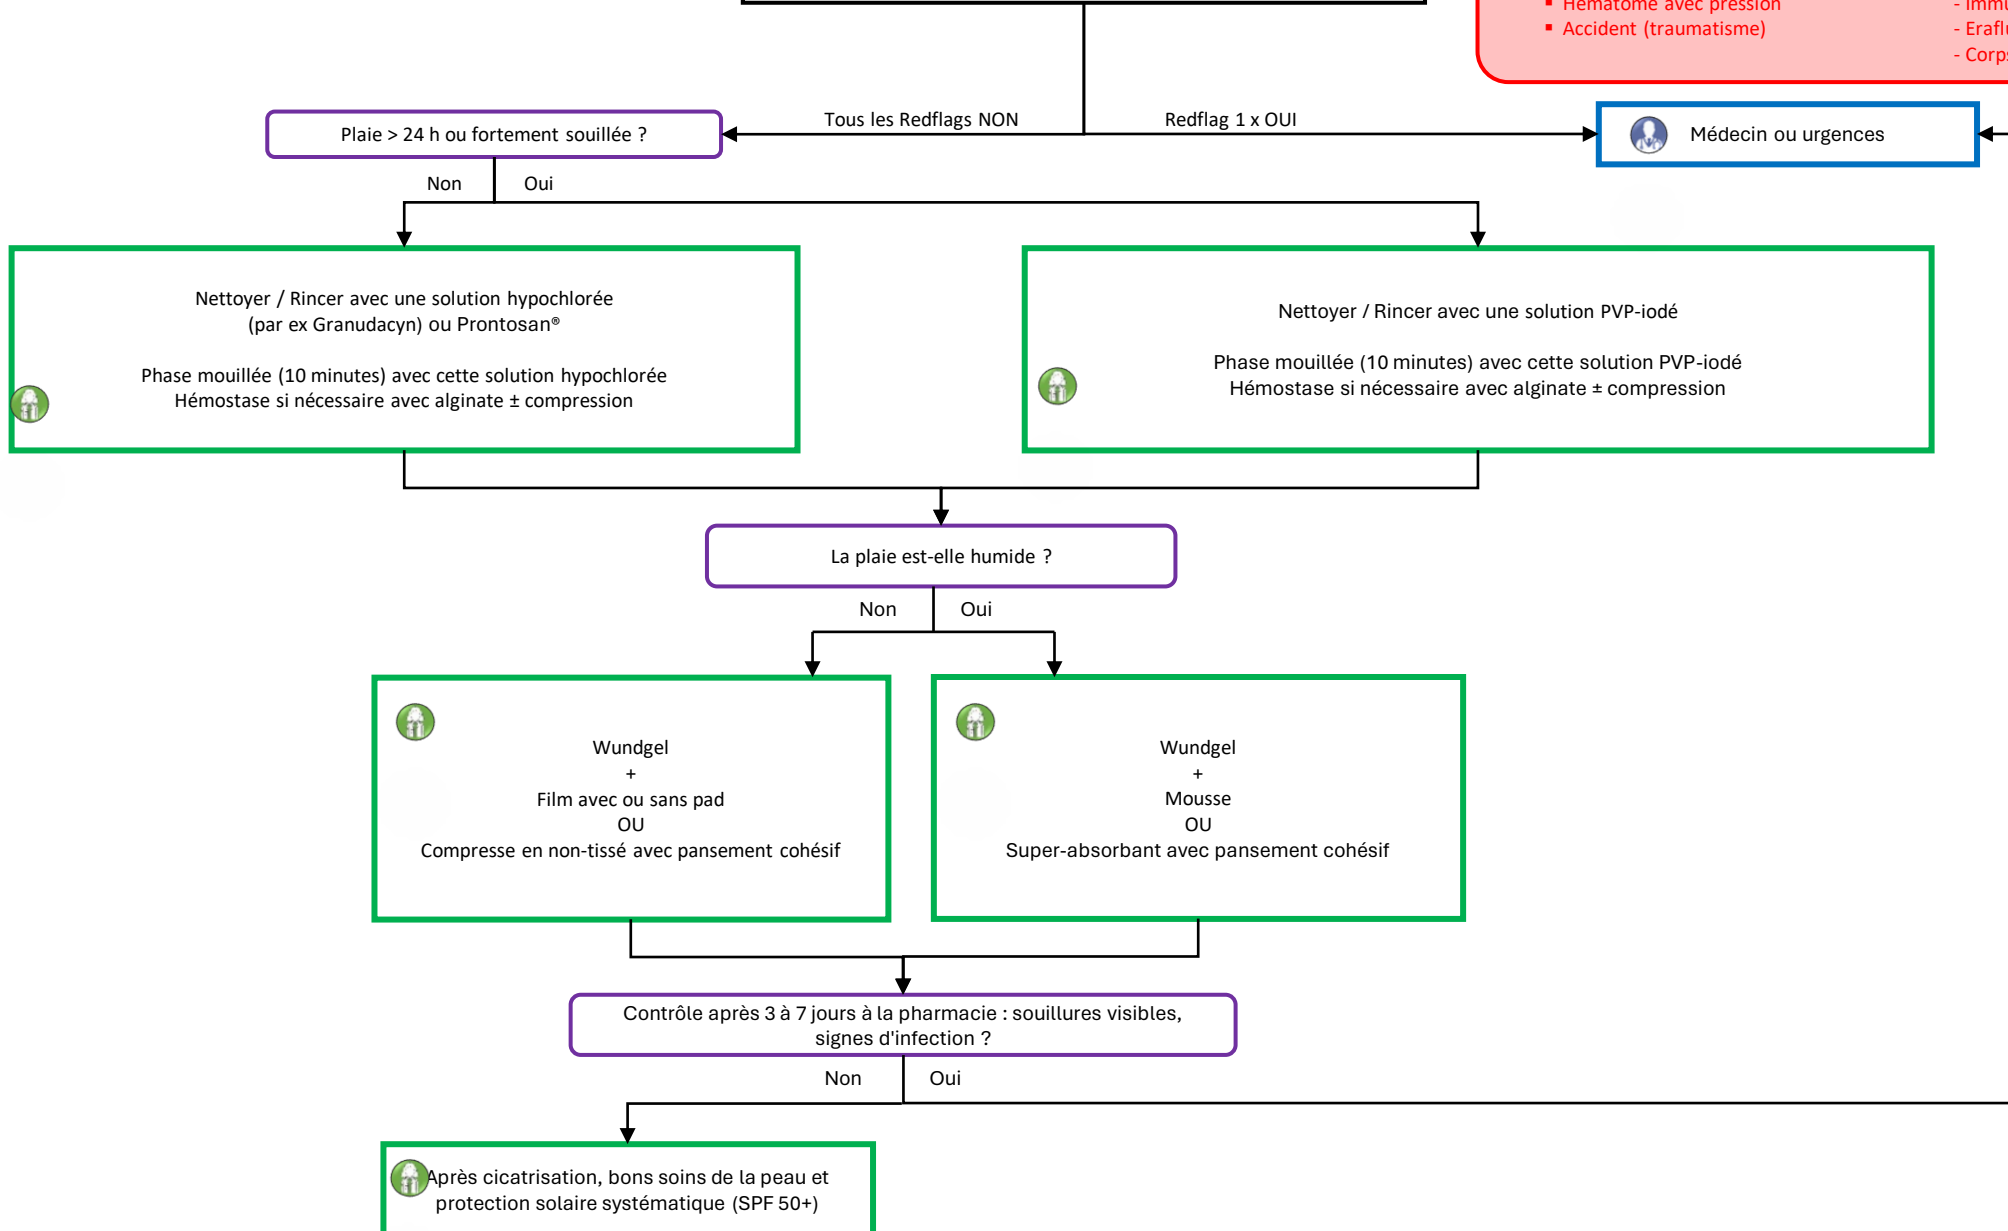 Hématome avec pression
▪ Accident (traumatisme)
- Immu
- Eraflu
- Corps
Tous les Redflags NON
Redflag 1 x OUI
Plaie > 24 h ou fortement souillée ?
Médecin ou urgences
Non
Oui
Nettoyer / Rincer avec une solution hypochlorée
(par ex Granudacyn) ou Prontosan®
Phase mouillée (10 minutes) avec cette solution hypochlorée
Hémostase si nécessaire avec alginate ± compression
Nettoyer / Rincer avec une solution PVP-iodé
Phase mouillée (10 minutes) avec cette solution PVP-iodé
Hémostase si nécessaire avec alginate ± compression
La plaie est-elle humide ?
Non
Oui
Wundgel
+
Film avec ou sans pad
OU
Compresse en non-tissé avec pansement cohésif
Wundgel
+
Mousse
OU
Super-absorbant avec pansement cohésif
Contrôle après 3 à 7 jours à la pharmacie : souillures visibles,
signes d'infection ?
Non
Oui
Après cicatrisation, bons soins de la peau et
protection solaire systématique (SPF 50+)